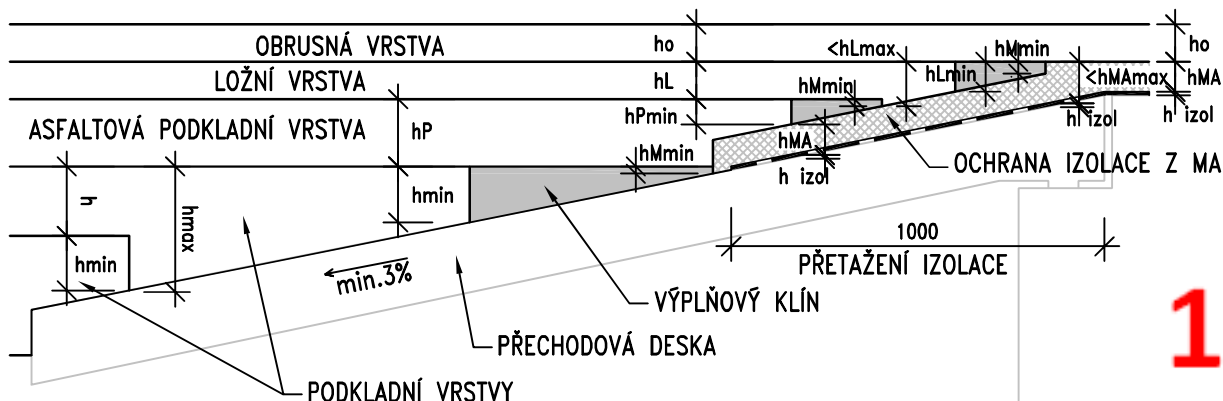 OBRUSNÁ VRSTVA
ho
<hLmax
hMmin
ho
LOŽNÍ VRSTVA
hL
hMmin
hLmin
<hMAmax
hMA
ASFALTOVÁ PODKLADNÍ VRSTVA
hP
hPmin
hMA
h izol
h izol
hMmin
h izol
OCHRANA IZOLACE Z MA
h
hmax
hmin
hmin
min.3%
1000
PŘETAŽENÍ IZOLACE
VÝPLŇOVÝ KLÍN
PŘECHODOVÁ DESKA
PODKLADNÍ VRSTVY
1